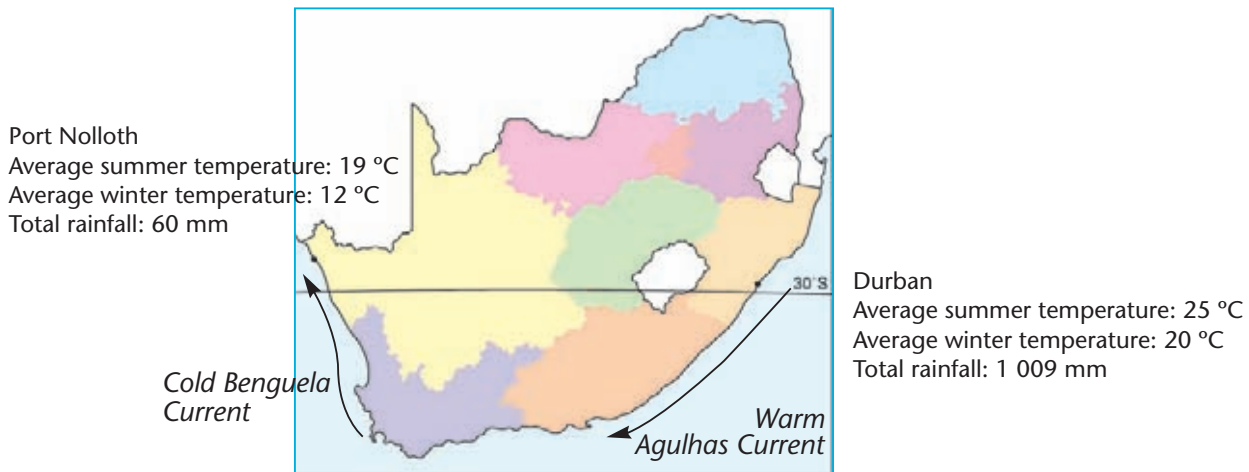 Port Nolloth
Average summer temperature: 19 ºC
Average winter temperature: 12 ºC
Total rainfall: 60 mm
30°S
Durban
Average summer temperature: 25 ºC
Average winter temperature: 20 ºC
Total rainfall: 1 009 mm
Cold Benguela
Current
Warm
Agulhas Current